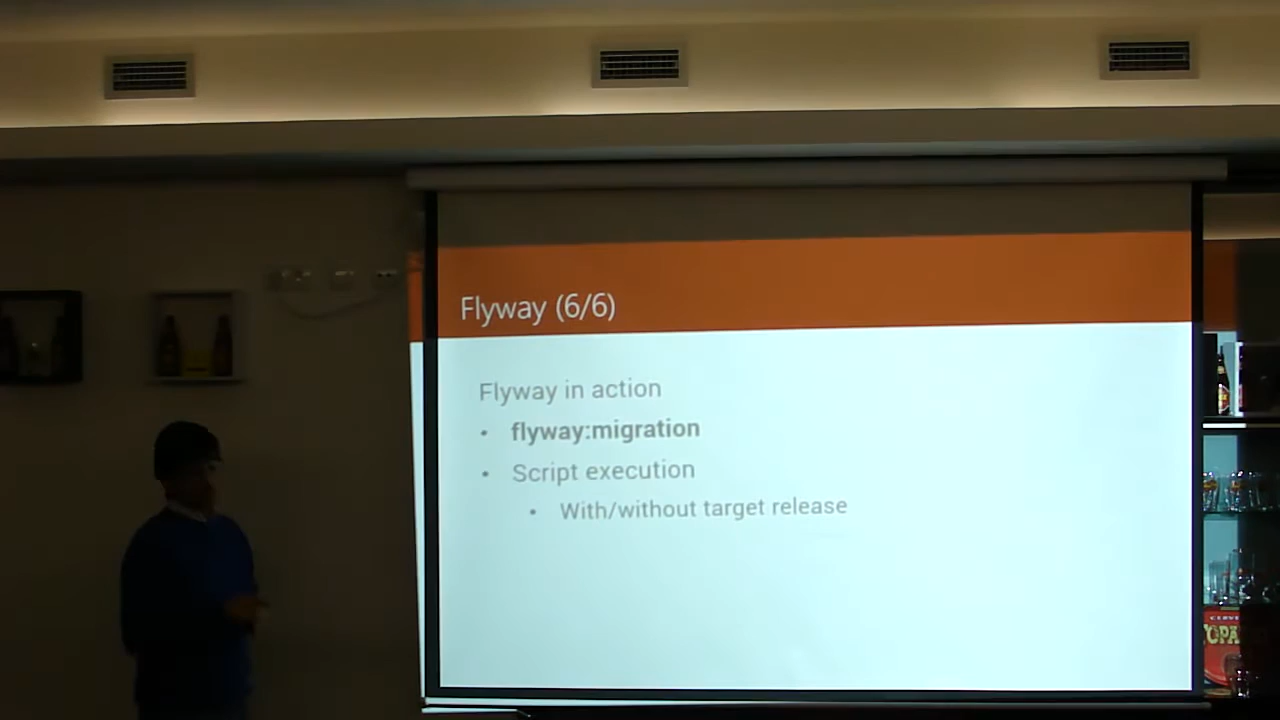 Flyway (6/6)
Flyway in action
• flyway:migration
• Script execution
• With/without target release